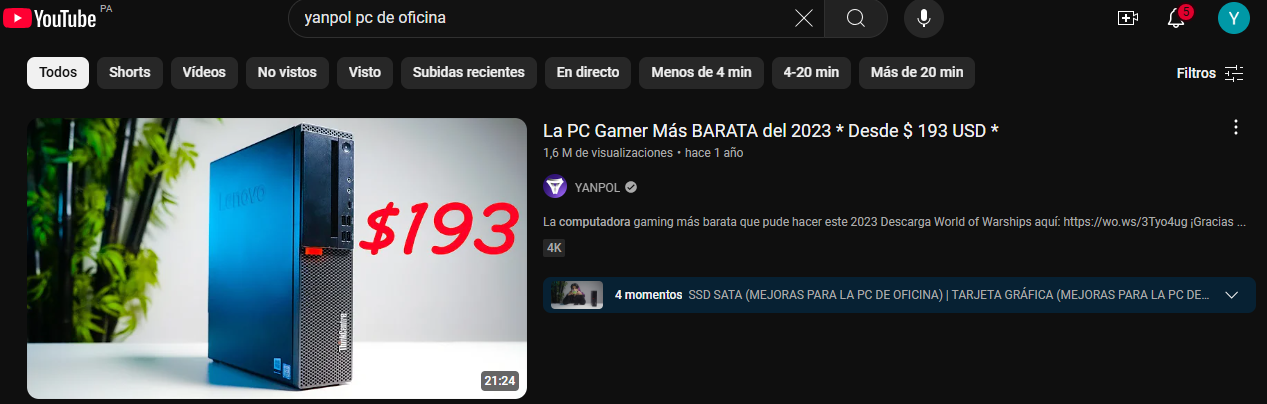 YouTube PA
yanpol pc de oficina
5
Y
Todos
Shorts
Vídeos
No vistos
Visto
Subidas recientes
En directo
Menos de 4 min
4-20 min
Más de 20 min
Filtros
Lenovo
$193
ThinkCentre
21:24
La PC Gamer Más BARATA del 2023 * Desde $ 193 USD *
1,6 M de visualizaciones • hace 1 año
YANPOL
La computadora gaming más barata que pude hacer este 2023 Descarga World of Warships aquí: https://wo.ws/3Tyo4ug ¡Gracias ...
4K
4 momentos SSD SATA (MEJORAS PARA LA PC DE OFICINA) | TARJETA GRÁFICA (MEJORAS PARA LA PC DE...